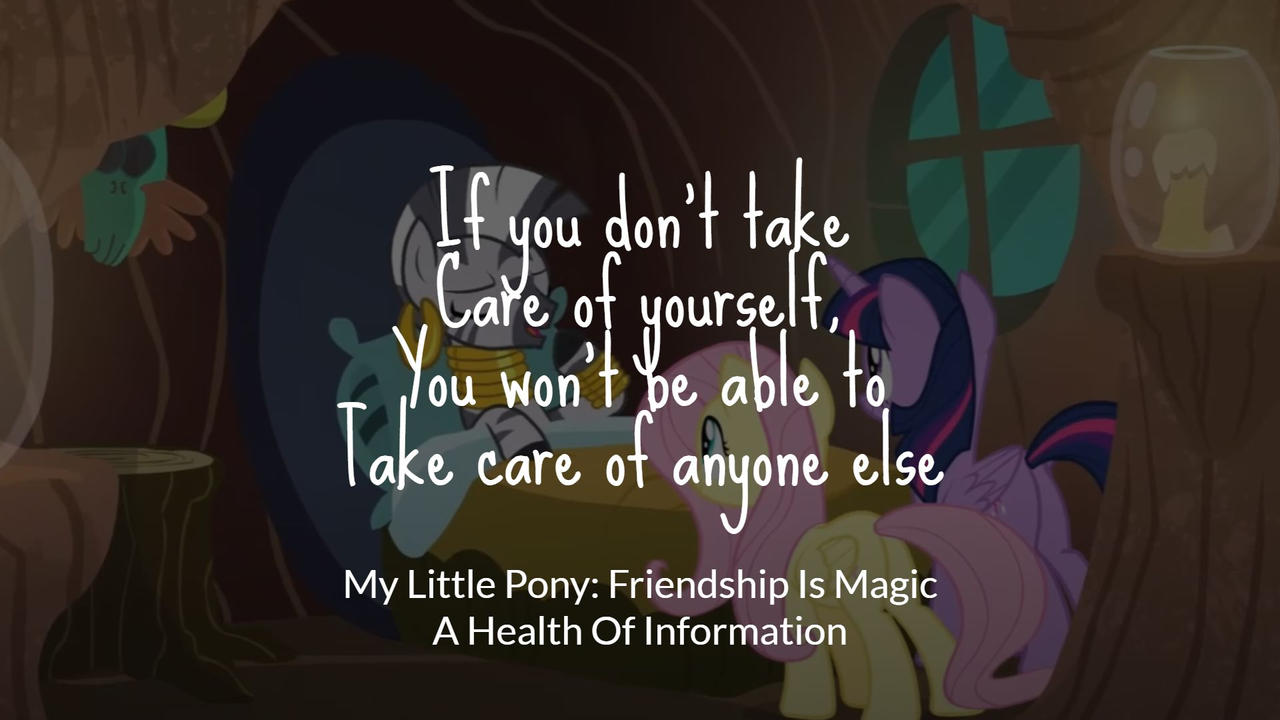 If you don't take
Care of yourself,
You won't be able to
Take care of anyone else
My Little Pony: Friendship Is Magic
A Health Of Information